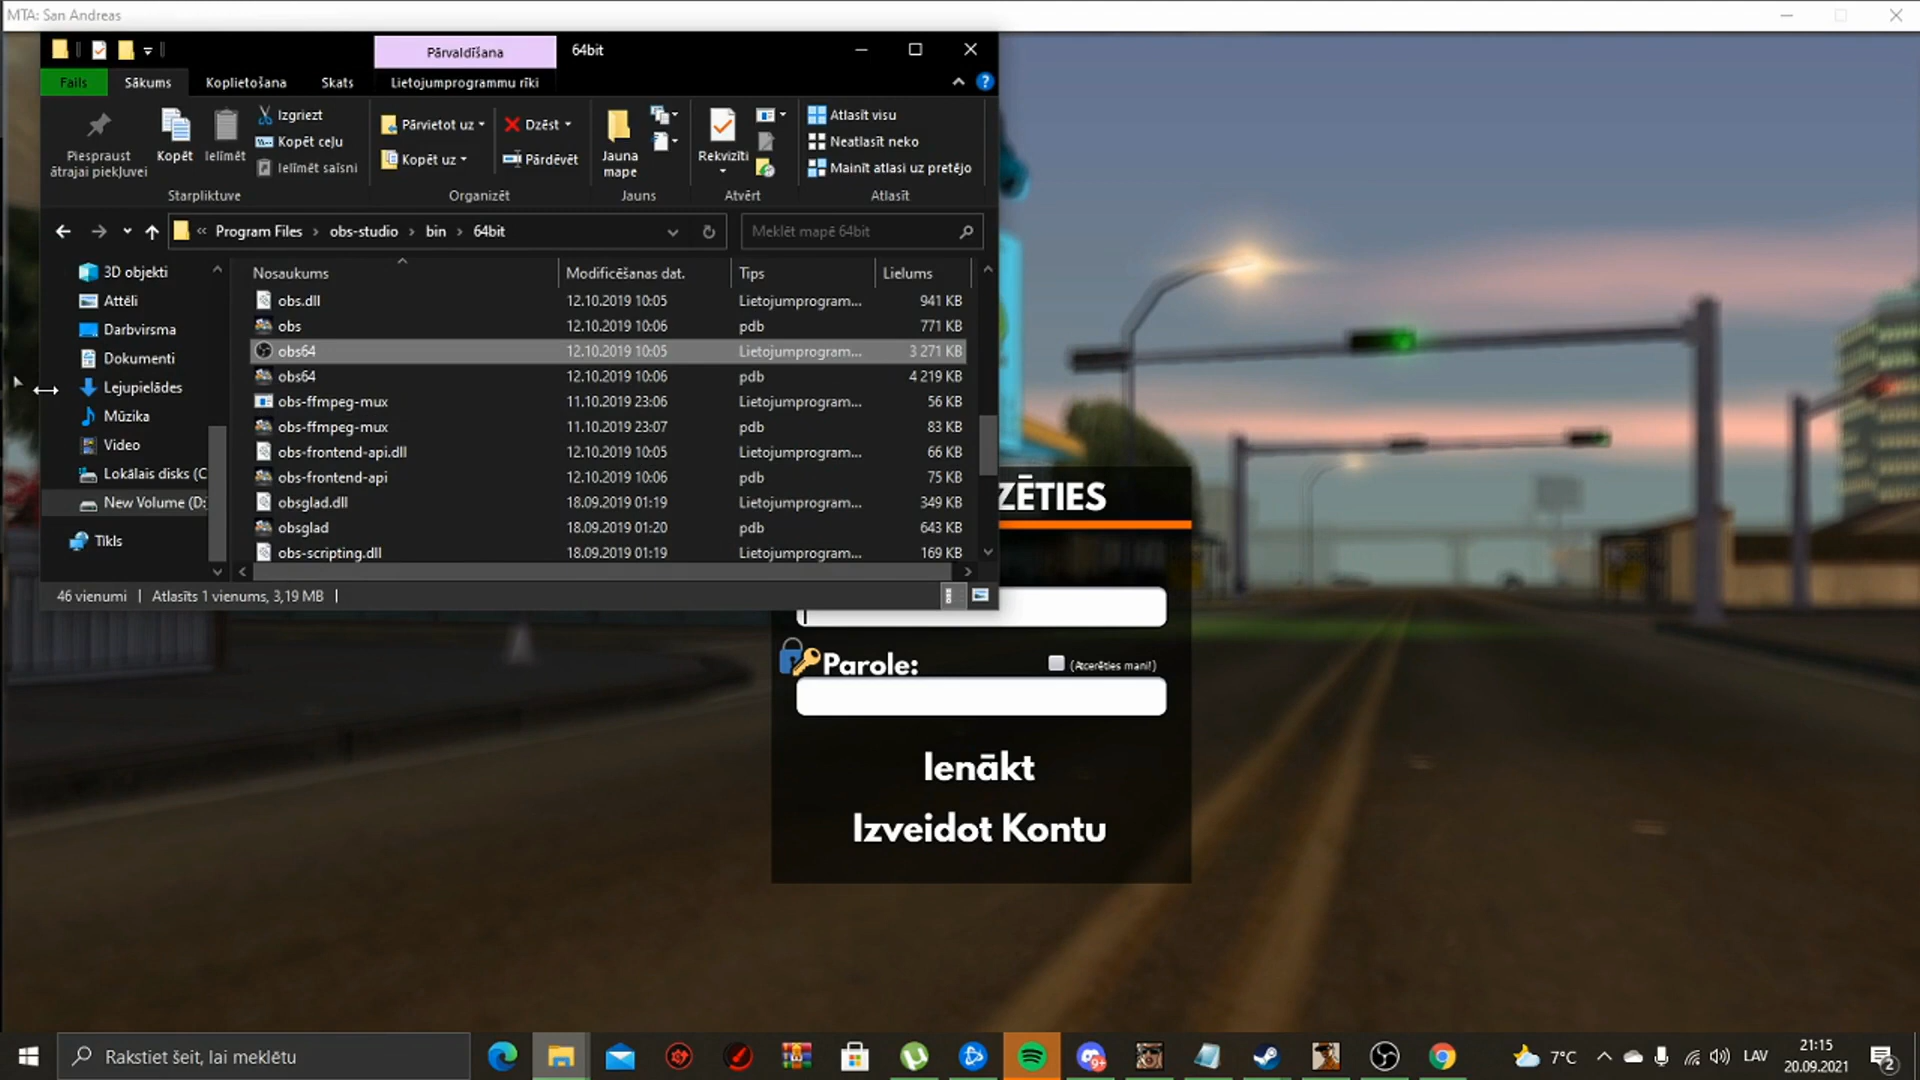 MTA: San Andreas
Pārvaldīšana
64bit
Fails
Sākums
Koplietošana
Skats
Lietojumprogrammu rīki
Piespraust
ātrajai piekļuvei
Kopēt
Ielīmēt
Izgriezt
Kopēt ceļu
Ielīmēt saīsni
Starpliktuve
Pārvietot uz
Kopēt uz
Dzēst
Pārdēvēt
Organizēt
Jauna
mape
Jauns
Rekvizīti
Atvērt
Atlasīt visu
Neatlasīt neko
Mainīt atlasi uz pretējo
Atlasīt
« Program Files › obs-studio › bin › 64bit
Meklēt mapē 64bit
3D objekti
Attēli
Darbvirsma
Dokumenti
Lejupielādes
Mūzika
Video
Lokālais disks (C
New Volume (D:
Tīkls
Nosaukums Modificēšanas dat. Tips Lielums
obs.dll 12.10.2019 10:05 Lietojumprogram... 941 KB
obs 12.10.2019 10:06 pdb 771 KB
obs64 12.10.2019 10:05 Lietojumprogram... 3 271 KB
obs64 12.10.2019 10:06 pdb 4 219 KB
obs-ffmpeg-mux 11.10.2019 23:06 Lietojumprogram... 56 KB
obs-ffmpeg-mux 11.10.2019 23:07 pdb 83 KB
obs-frontend-api.dll 12.10.2019 10:05 Lietojumprogram... 66 KB
obs-frontend-api 12.10.2019 10:06 pdb 75 KB
obsglad.dll 18.09.2019 01:19 Lietojumprogram... 349 KB
obsglad 18.09.2019 01:20 pdb 643 KB
obs-scripting.dll 18.09.2019 01:19 Lietojumprogram... 169 KB
46 vienumi | Atlasīts 1 vienums, 3,19 MB |
ZĒTIES
Parole:
(Atcerēties mani!)
Ienākt
Izveidot Kontu
Rakstiet šeit, lai meklētu
9+
7°C
LAV
21:15
20.09.2021
2